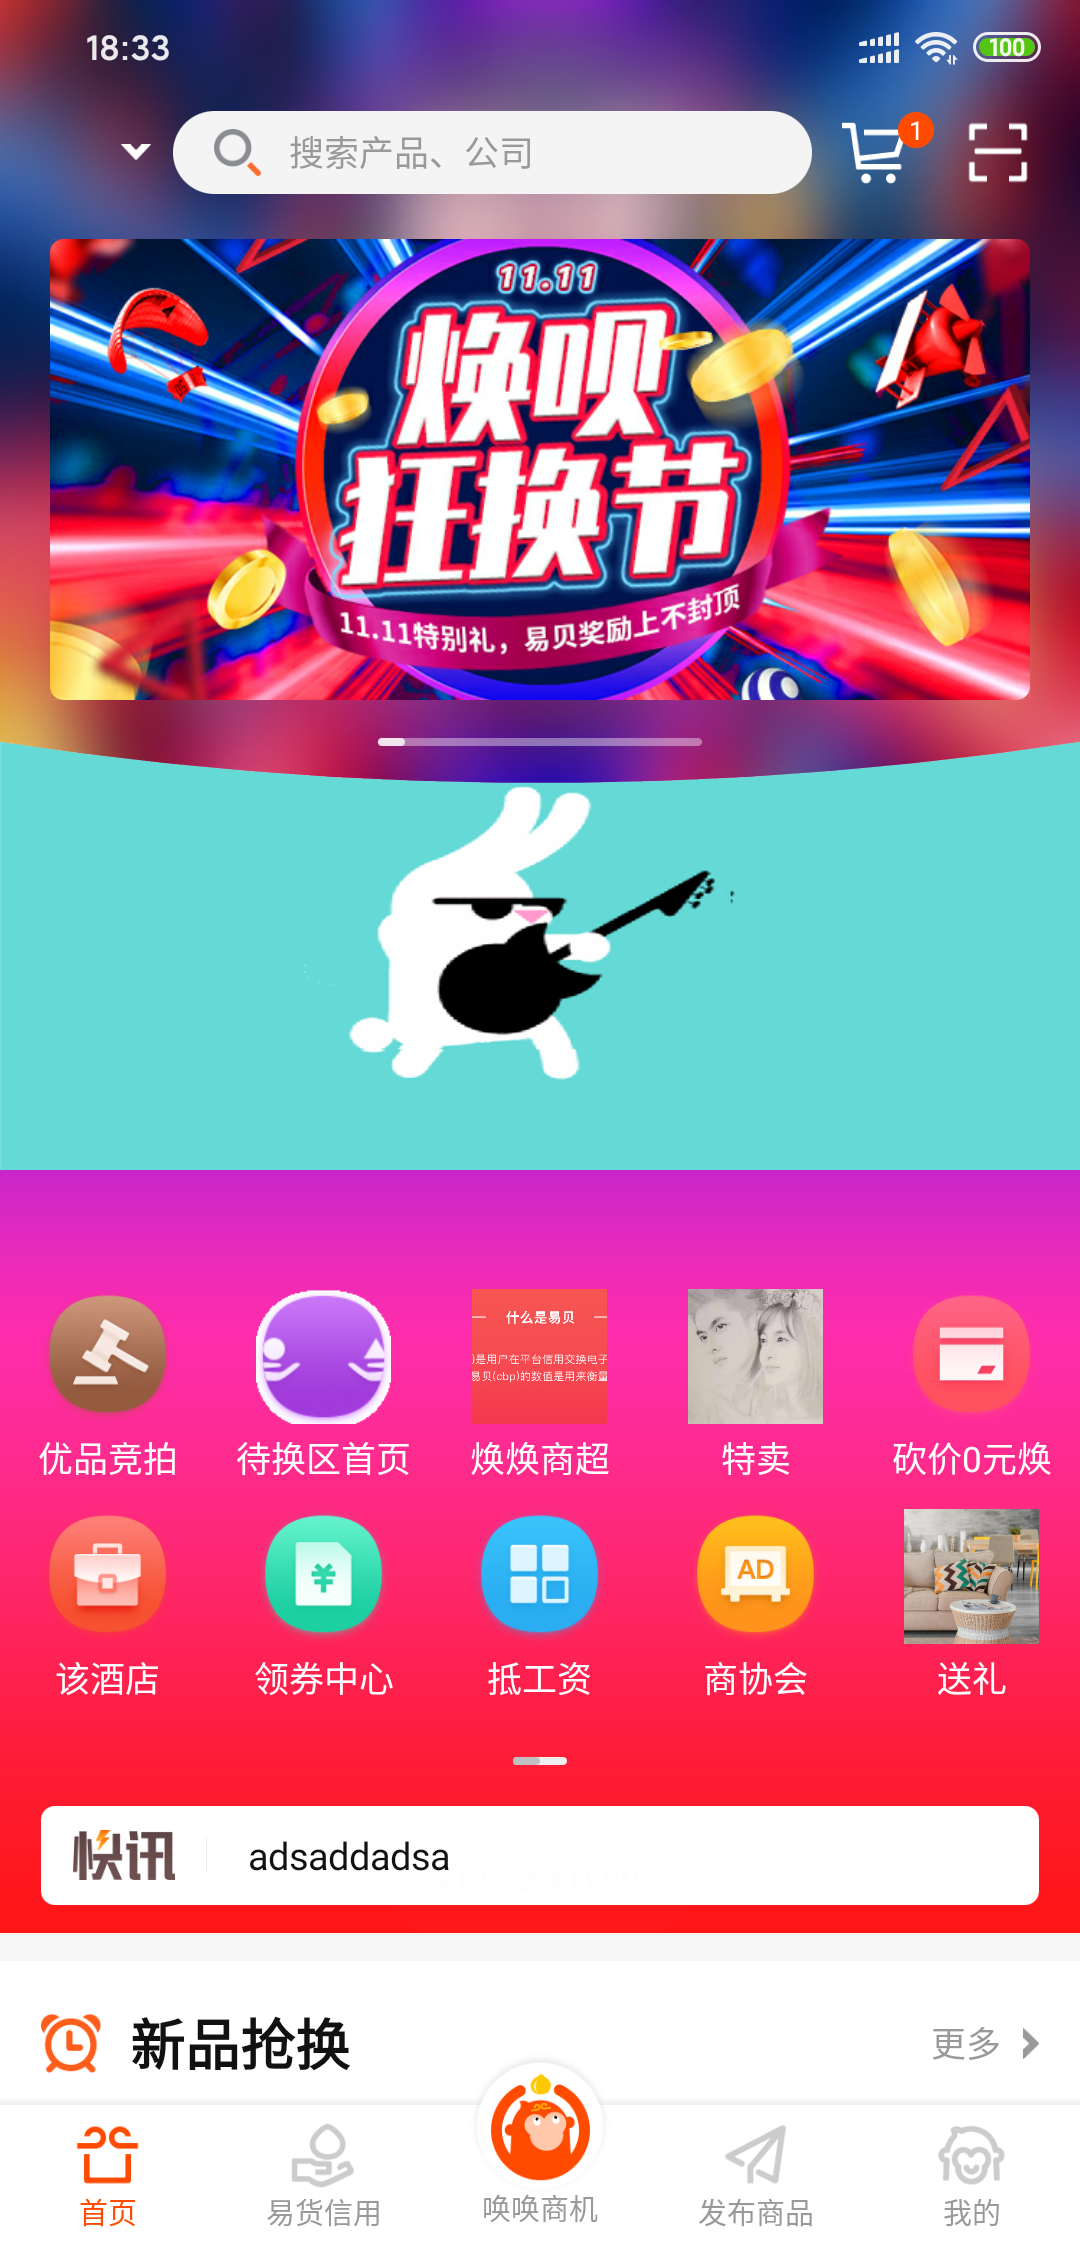 18:33
100
搜索产品、公司
1
11.11
焕呗
狂换节
11.11特别礼，易贝奖励上不封顶
什么是易贝
)是用户在平台信用交换电子
易贝(cbp)的数值是用来衡量
优品竞拍
待换区首页
焕焕商超
特卖
砍价0元焕
AD
该酒店
领券中心
抵工资
商协会
送礼
快讯
adsaddadsa
新品抢换
更多
首页
易货信用
唤唤商机
发布商品
我的